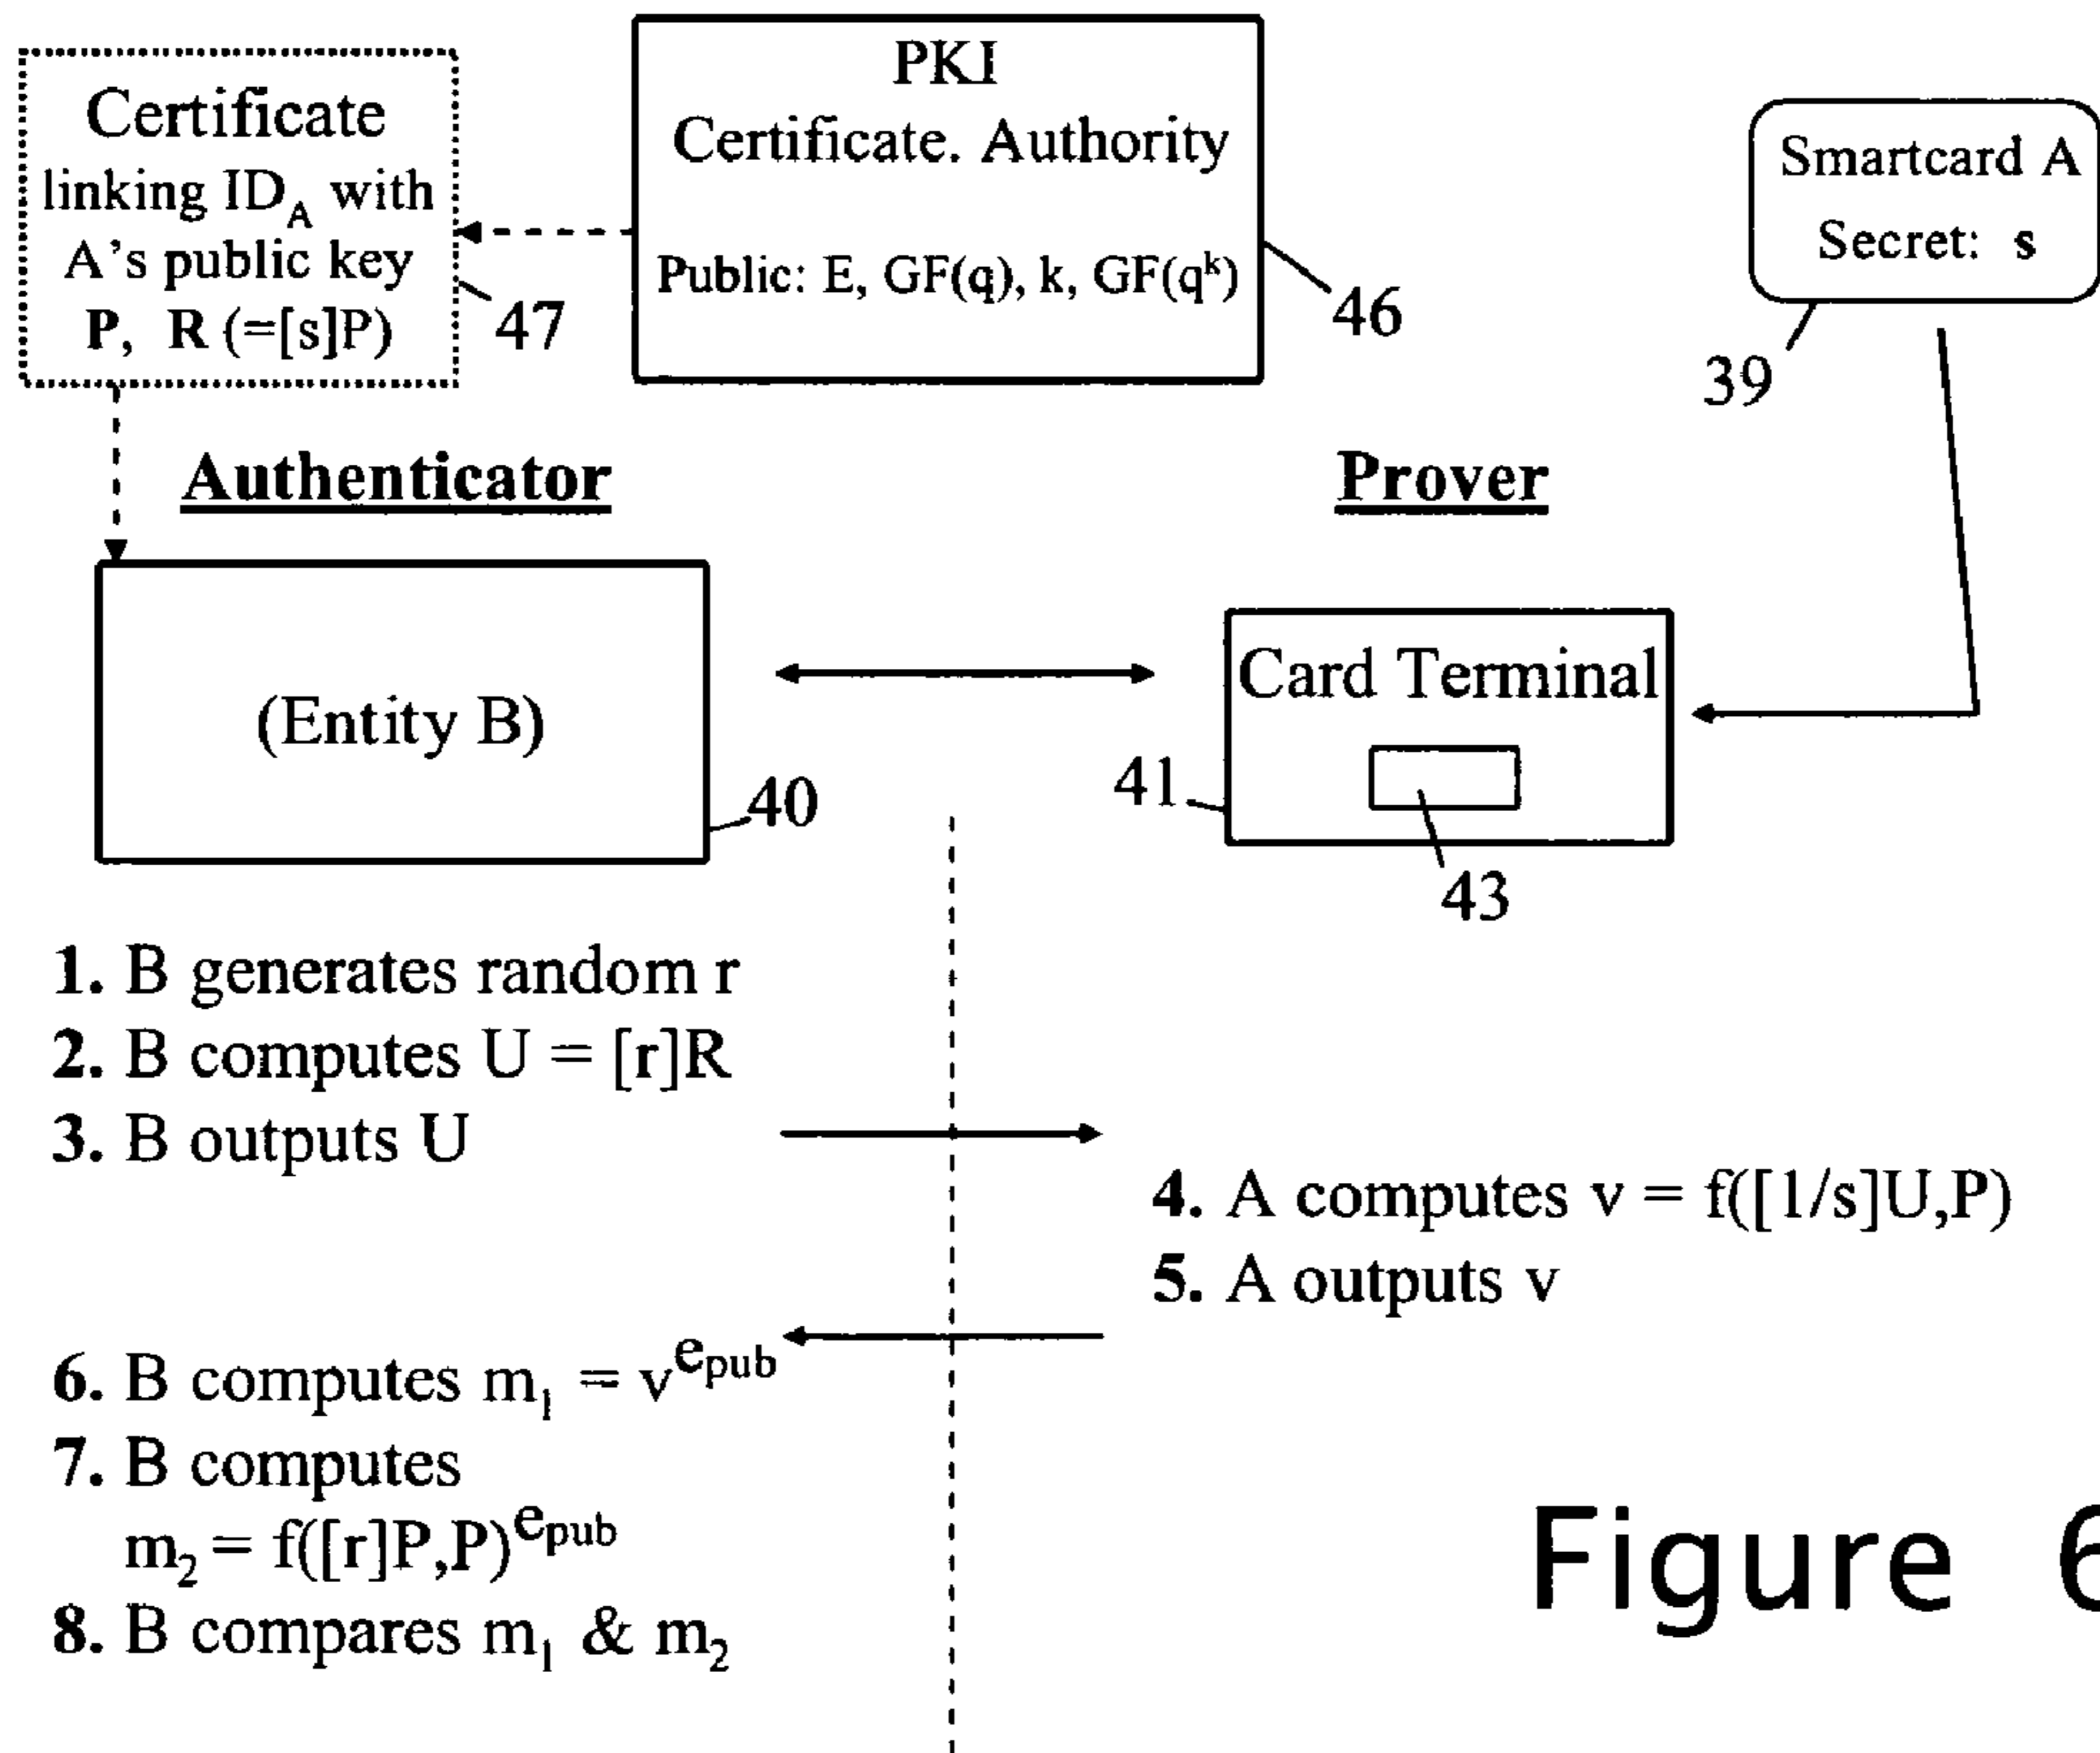 Certificate
linking ID_A with
A's public key
P, R (=[s]P)
47
PKI
Certificate. Authority
Public: E, GF(q), k, GF(q^k)
46
Smartcard A
Secret: s
39
Authenticator
Prover
(Entity B)
40
Card Terminal
41
43
1. B generates random r
2. B computes U = [r]R
3. B outputs U
4. A computes v = f([1/s]U,P)
5. A outputs v
6. B computes m_1 = v^e_pub
7. B computes
m_2 = f([r]P,P)^e_pub
8. B compares m_1 & m_2
Figure 6